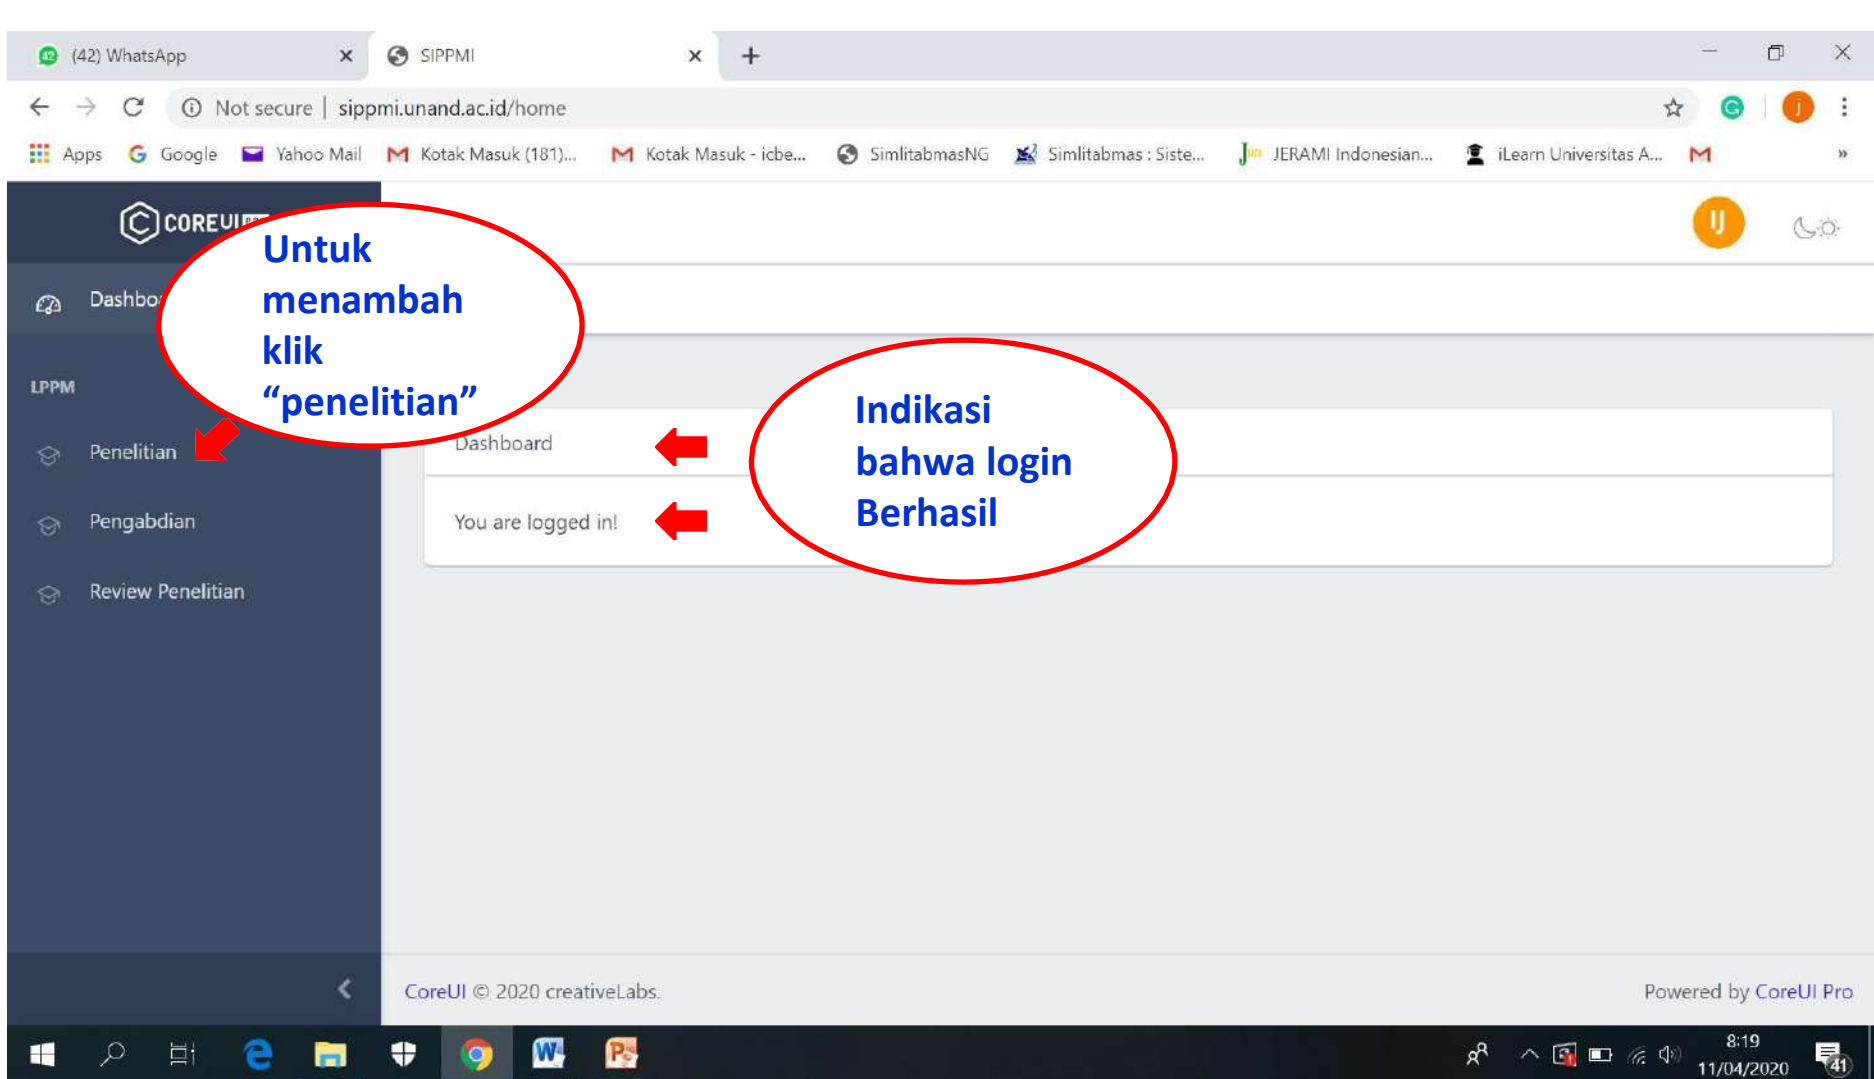 (42) WhatsApp
SIPPMI
Not secure | sippmi.unand.ac.id/home
Apps Google Yahoo Mail Kotak Masuk (181)... Kotak Masuk - icbe... SimlitabmasNG Simlitabmas : Siste... JERAMI Indonesian... iLearn Universitas A... »
COREUI
IJ
Untuk
menambah
klik
“penelitian”
LPPM
Penelitian
Pengabdian
Review Penelitian
Dashboard
You are logged in!
Indikasi
bahwa login
Berhasil
CoreUI © 2020 creativeLabs.
Powered by CoreUI Pro
8:19
11/04/2020
41